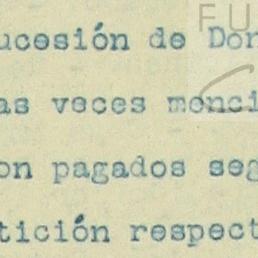 FU
ucesión de Don
as veces menci
on pagados seg
tición respect